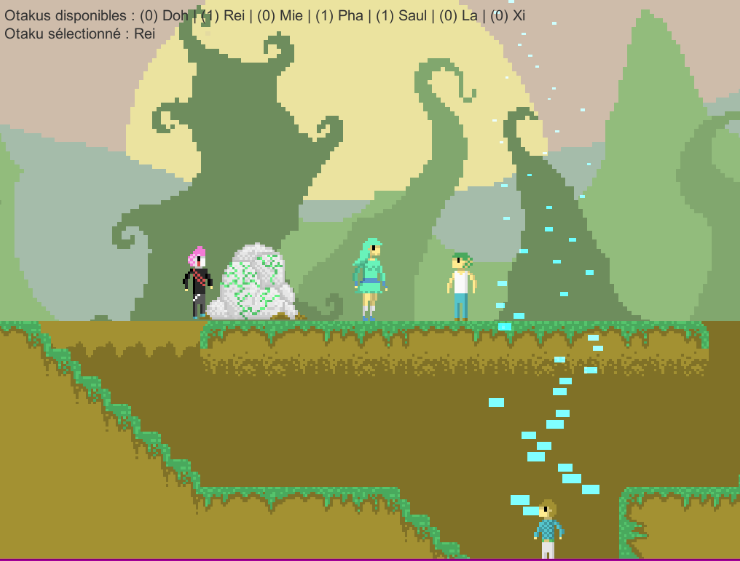 Otakus disponibles : (0) Doh | (1) Rei | (0) Mie | (1) Pha | (1) Saul | (0) La | (0) Xi
Otaku sélectionné : Rei